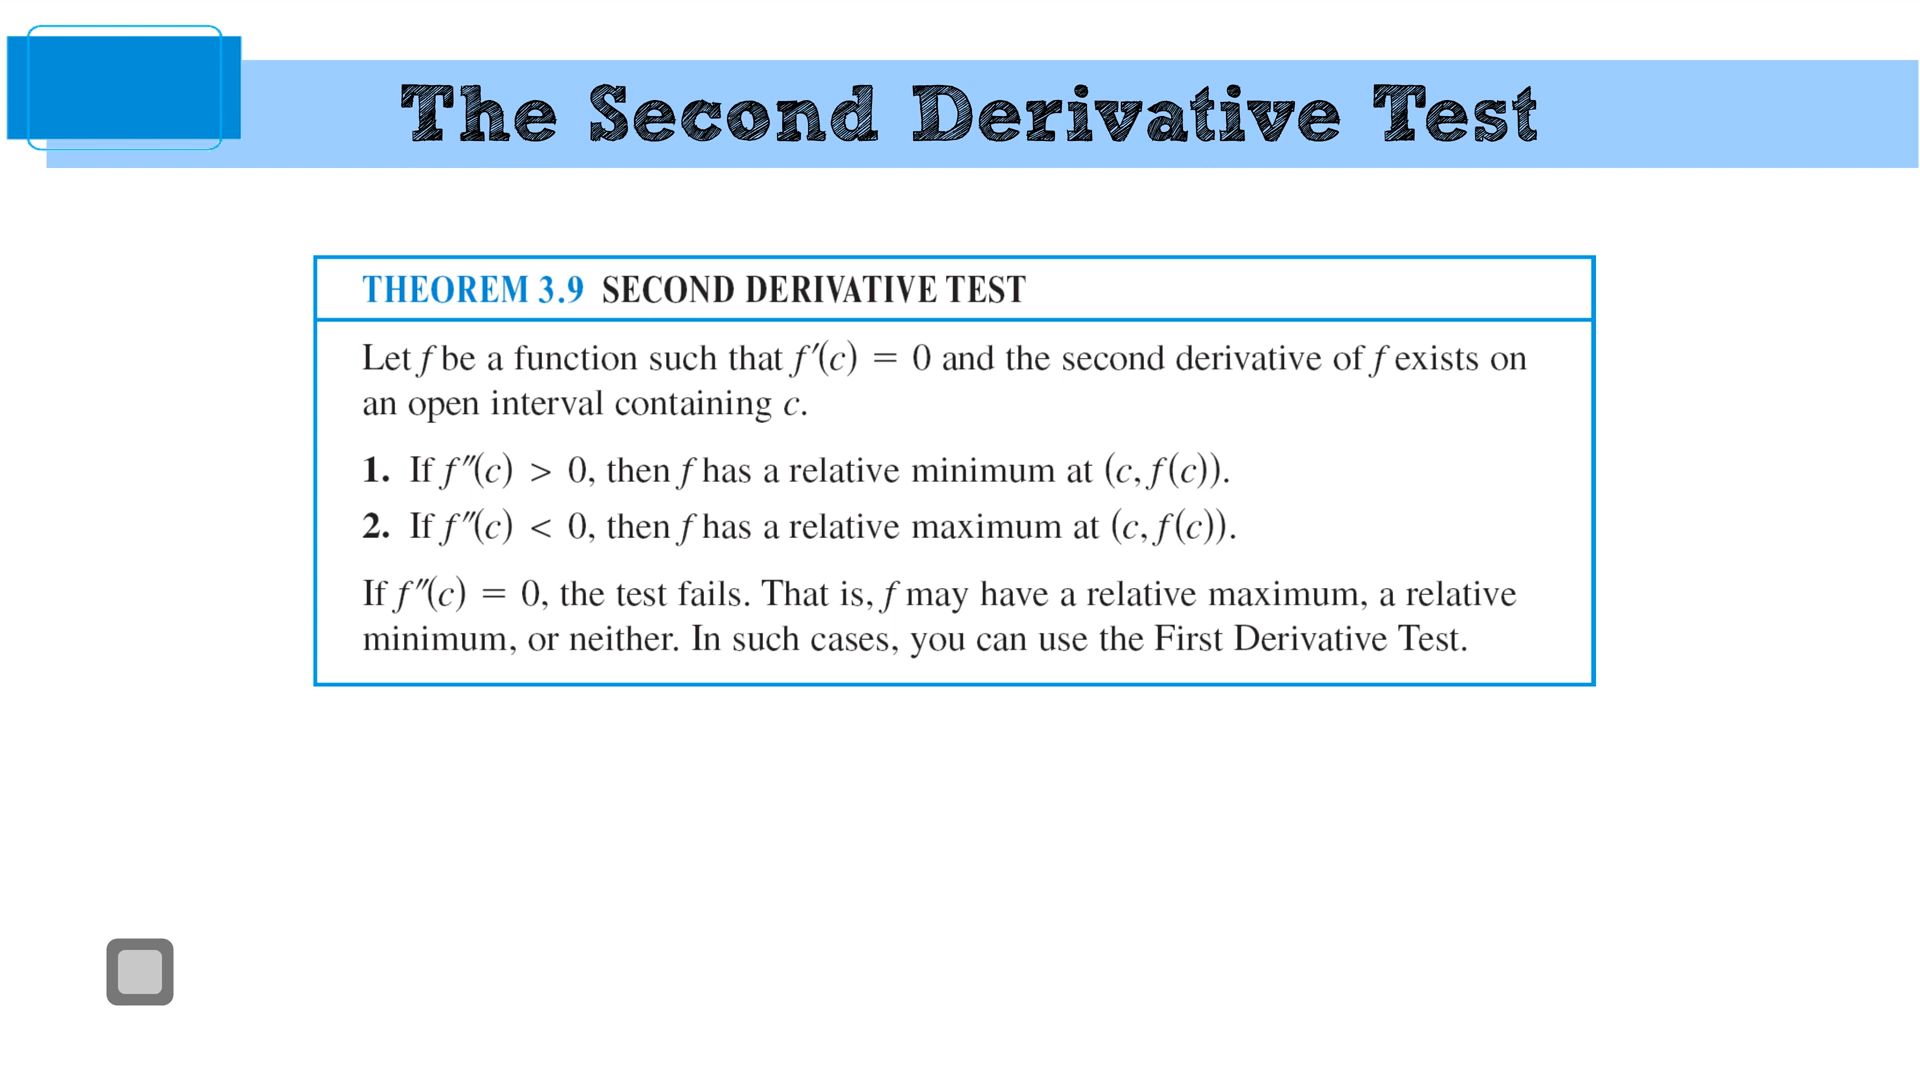 The Second Derivative Test
THEOREM 3.9 SECOND DERIVATIVE TEST
Let f be a function such that f′(c) = 0 and the second derivative of f exists on
an open interval containing c.
1. If f″(c) > 0, then f has a relative minimum at (c, f(c)).
2. If f″(c) < 0, then f has a relative maximum at (c, f(c)).
If f″(c) = 0, the test fails. That is, f may have a relative maximum, a relative
minimum, or neither. In such cases, you can use the First Derivative Test.